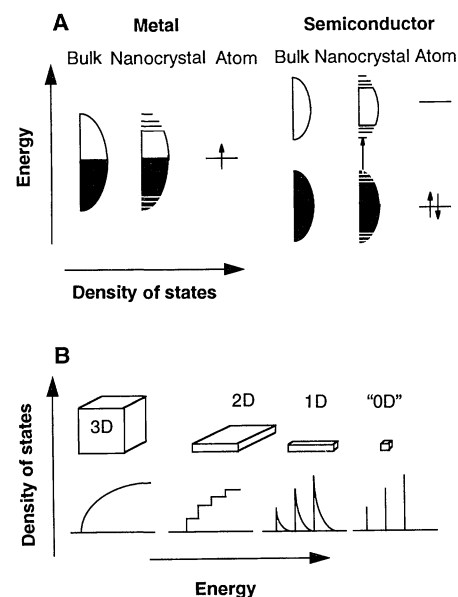 A
Metal
Semiconductor
Bulk Nanocrystal Atom
Bulk Nanocrystal Atom
Energy
Density of states
B
Density of states
3D
2D
1D
“0D”
Energy